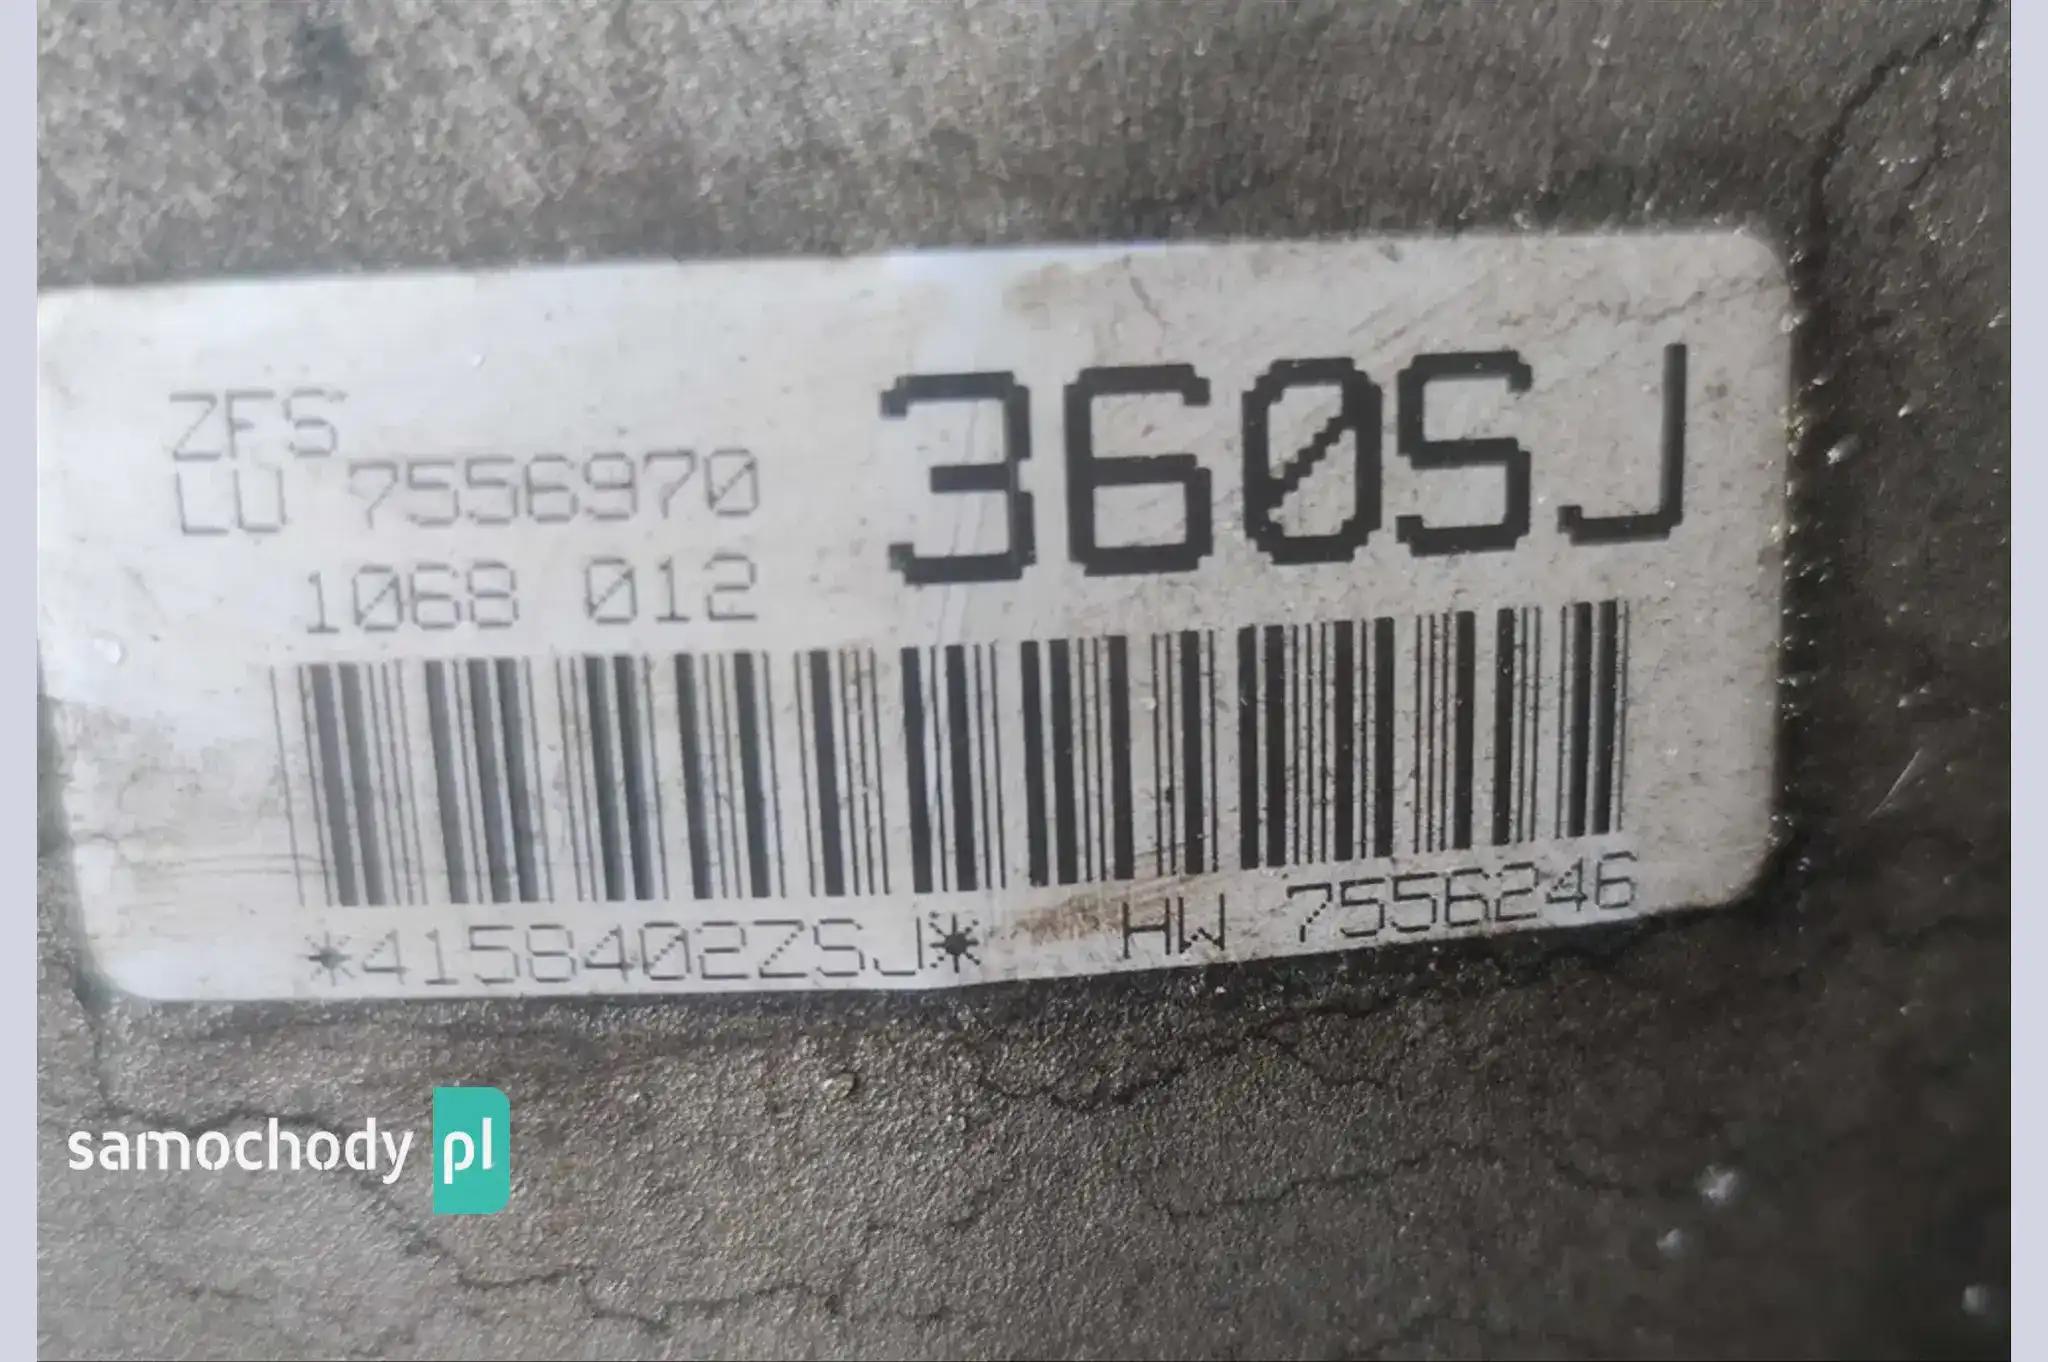 ZFS
LU 7556970
1068 012
360SJ
*4158402ZSJ*
HW 7556246
samochody pl